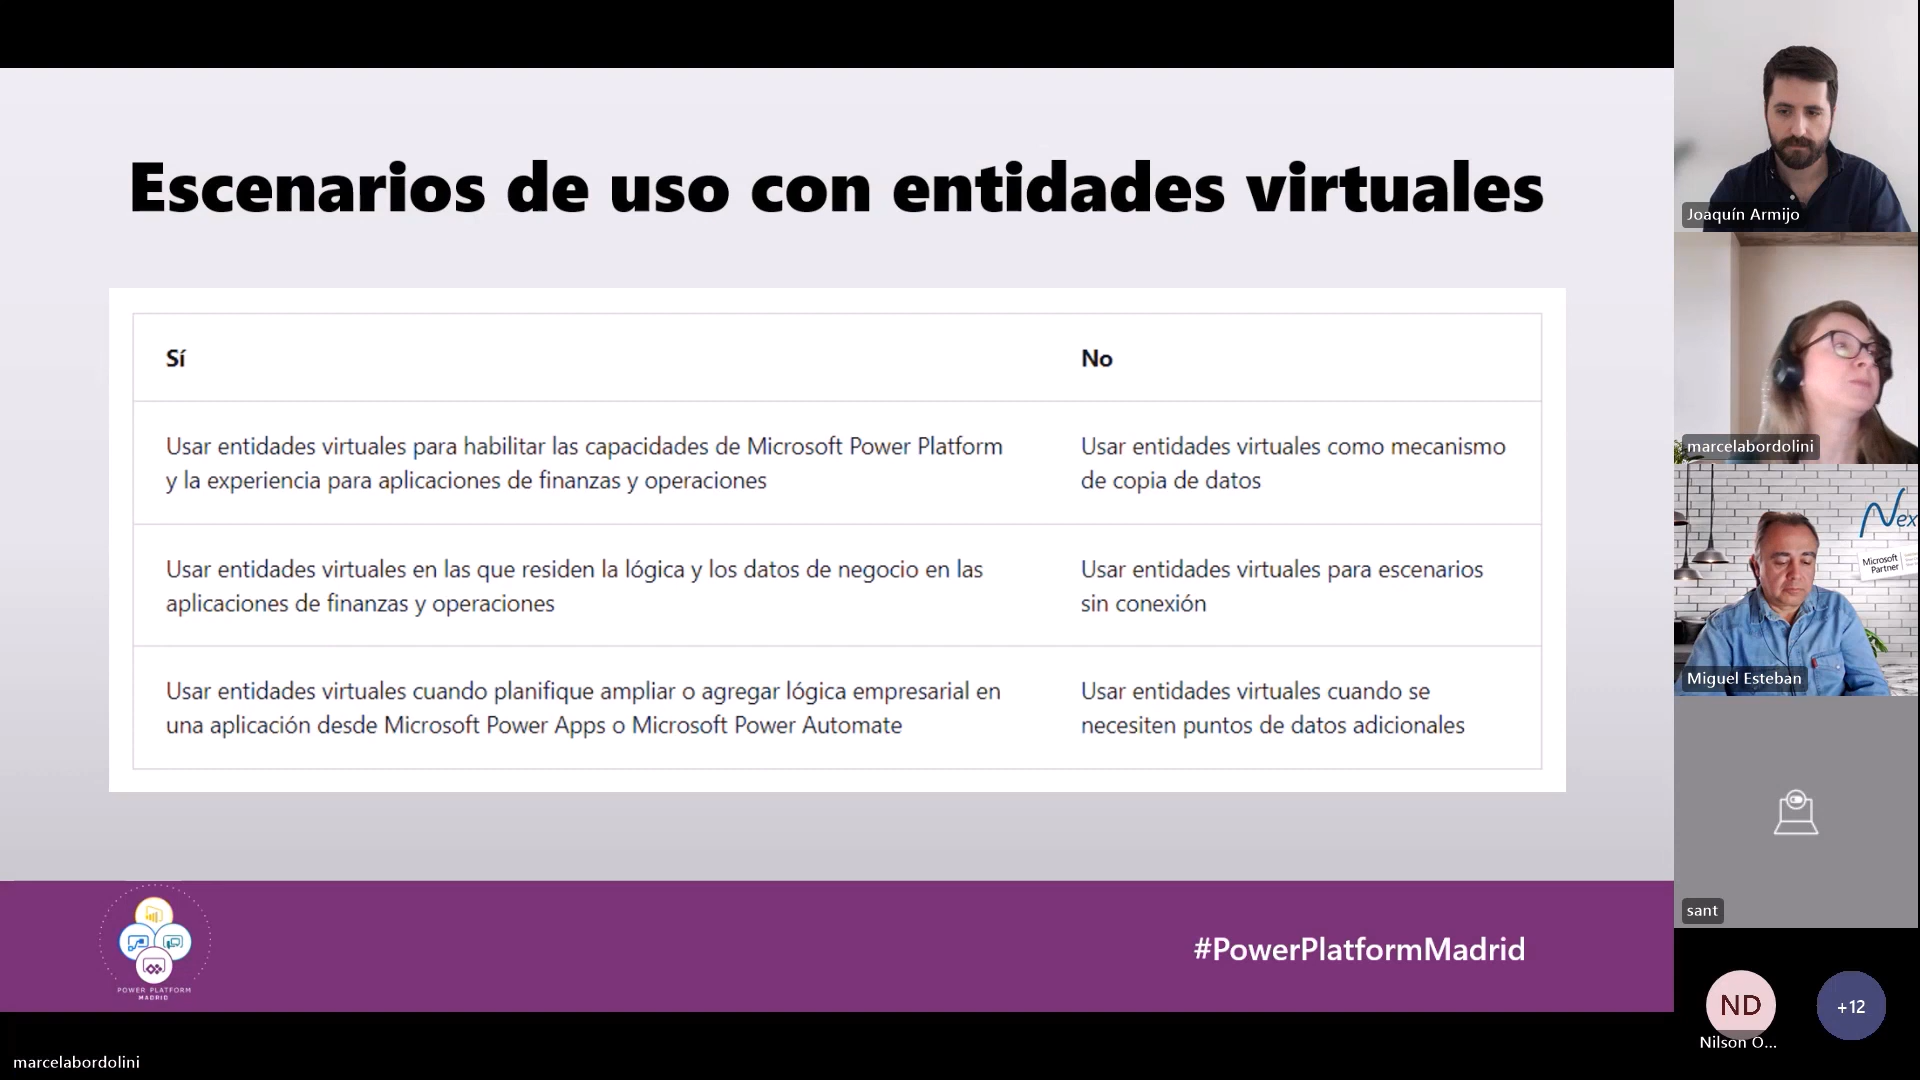 Escenarios de uso con entidades virtuales
Sí
No
Usar entidades virtuales para habilitar las capacidades de Microsoft Power Platform
y la experiencia para aplicaciones de finanzas y operaciones
Usar entidades virtuales como mecanismo
de copia de datos
Usar entidades virtuales en las que residen la lógica y los datos de negocio en las
aplicaciones de finanzas y operaciones
Usar entidades virtuales para escenarios
sin conexión
Usar entidades virtuales cuando planifique ampliar o agregar lógica empresarial en
una aplicación desde Microsoft Power Apps o Microsoft Power Automate
Usar entidades virtuales cuando se
necesiten puntos de datos adicionales
POWER PLATFORM
MADRID
#PowerPlatformMadrid
marcelabordolini
Joaquín Armijo
marcelabordolini
Nex
Microsoft
Partner
Miguel Esteban
sant
ND
+12
Nilson O...